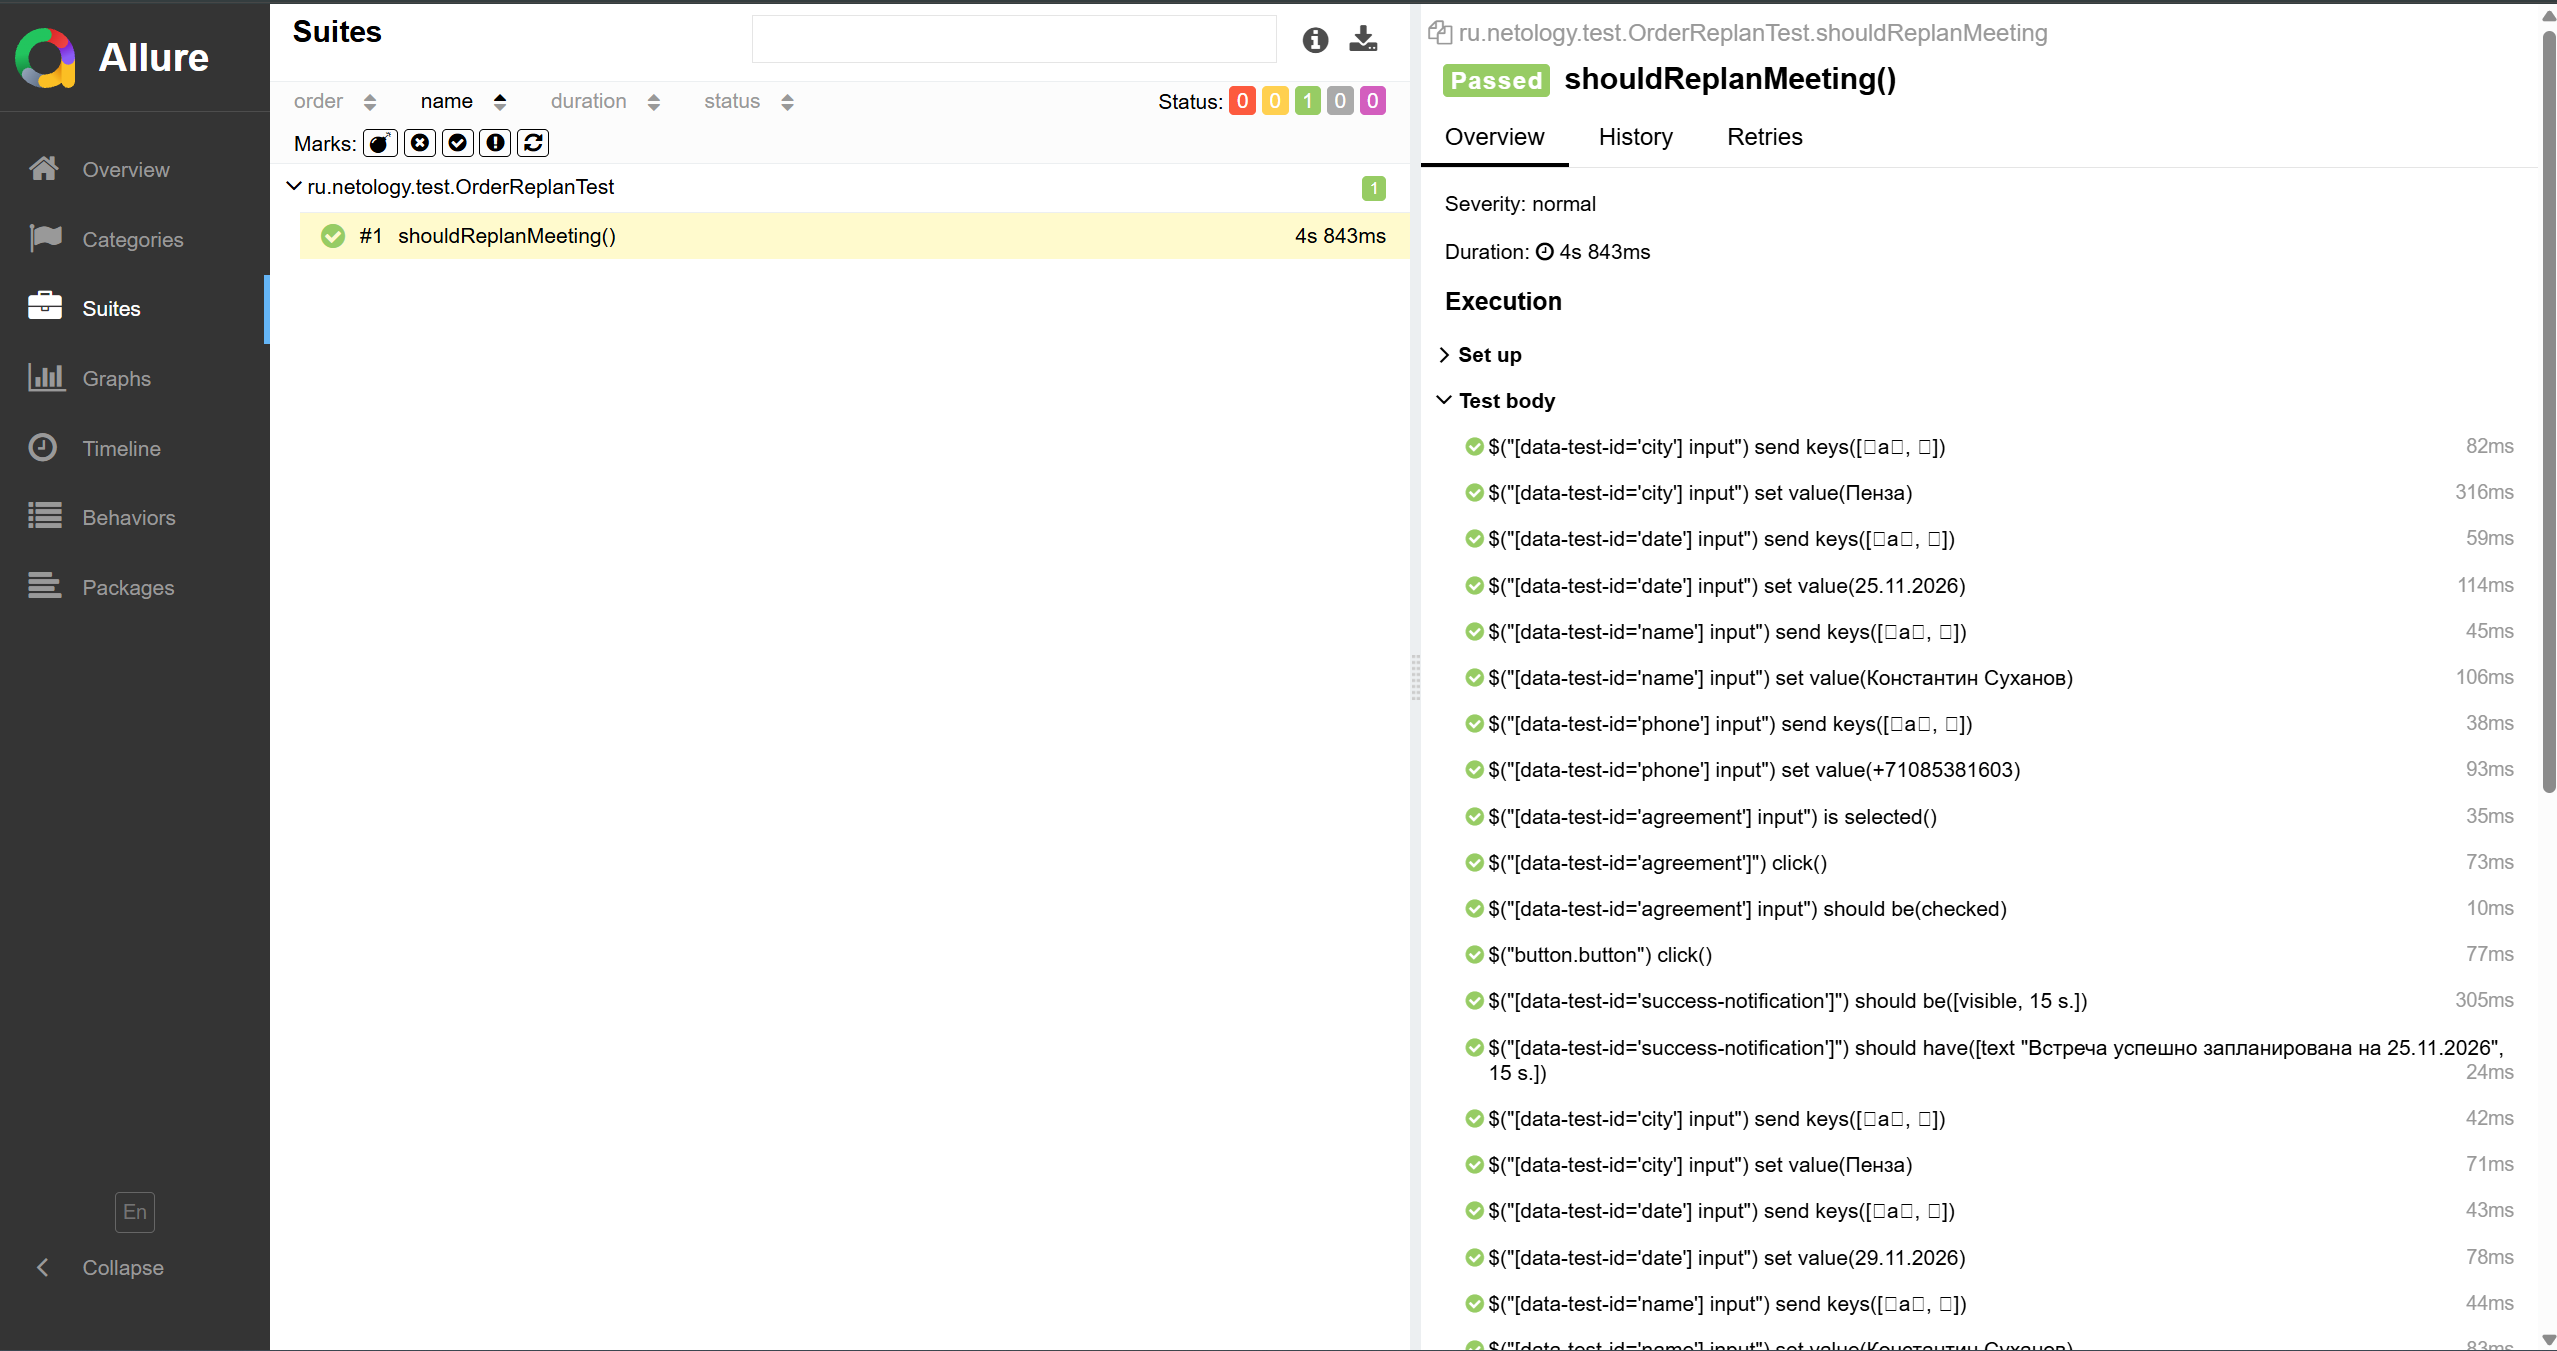 Allure
Overview
Categories
Suites
Graphs
Timeline
Behaviors
Packages
En
Collapse
Suites
order name duration status
Status: 0 0 1 0 0
Marks:
ru.netology.test.OrderReplanTest 1
#1 shouldReplanMeeting() 4s 843ms
ru.netology.test.OrderReplanTest.shouldReplanMeeting
Passed shouldReplanMeeting()
Overview History Retries
Severity: normal
Duration: 4s 843ms
Execution
Set up
Test body
$("[data-test-id='city'] input") send keys([□a□, □]) 82ms
$("[data-test-id='city'] input") set value(Пенза) 316ms
$("[data-test-id='date'] input") send keys([□a□, □]) 59ms
$("[data-test-id='date'] input") set value(25.11.2026) 114ms
$("[data-test-id='name'] input") send keys([□a□, □]) 45ms
$("[data-test-id='name'] input") set value(Константин Суханов) 106ms
$("[data-test-id='phone'] input") send keys([□a□, □]) 38ms
$("[data-test-id='phone'] input") set value(+71085381603) 93ms
$("[data-test-id='agreement'] input") is selected() 35ms
$("[data-test-id='agreement']") click() 73ms
$("[data-test-id='agreement'] input") should be(checked) 10ms
$("button.button") click() 77ms
$("[data-test-id='success-notification']") should be([visible, 15 s.]) 305ms
$("[data-test-id='success-notification']") should have([text "Встреча успешно запланирована на 25.11.2026",
15 s.]) 24ms
$("[data-test-id='city'] input") send keys([□a□, □]) 42ms
$("[data-test-id='city'] input") set value(Пенза) 71ms
$("[data-test-id='date'] input") send keys([□a□, □]) 43ms
$("[data-test-id='date'] input") set value(29.11.2026) 78ms
$("[data-test-id='name'] input") send keys([□a□, □]) 44ms
$("[data-test-id='name'] input") set value(Константин Суханов) 83ms